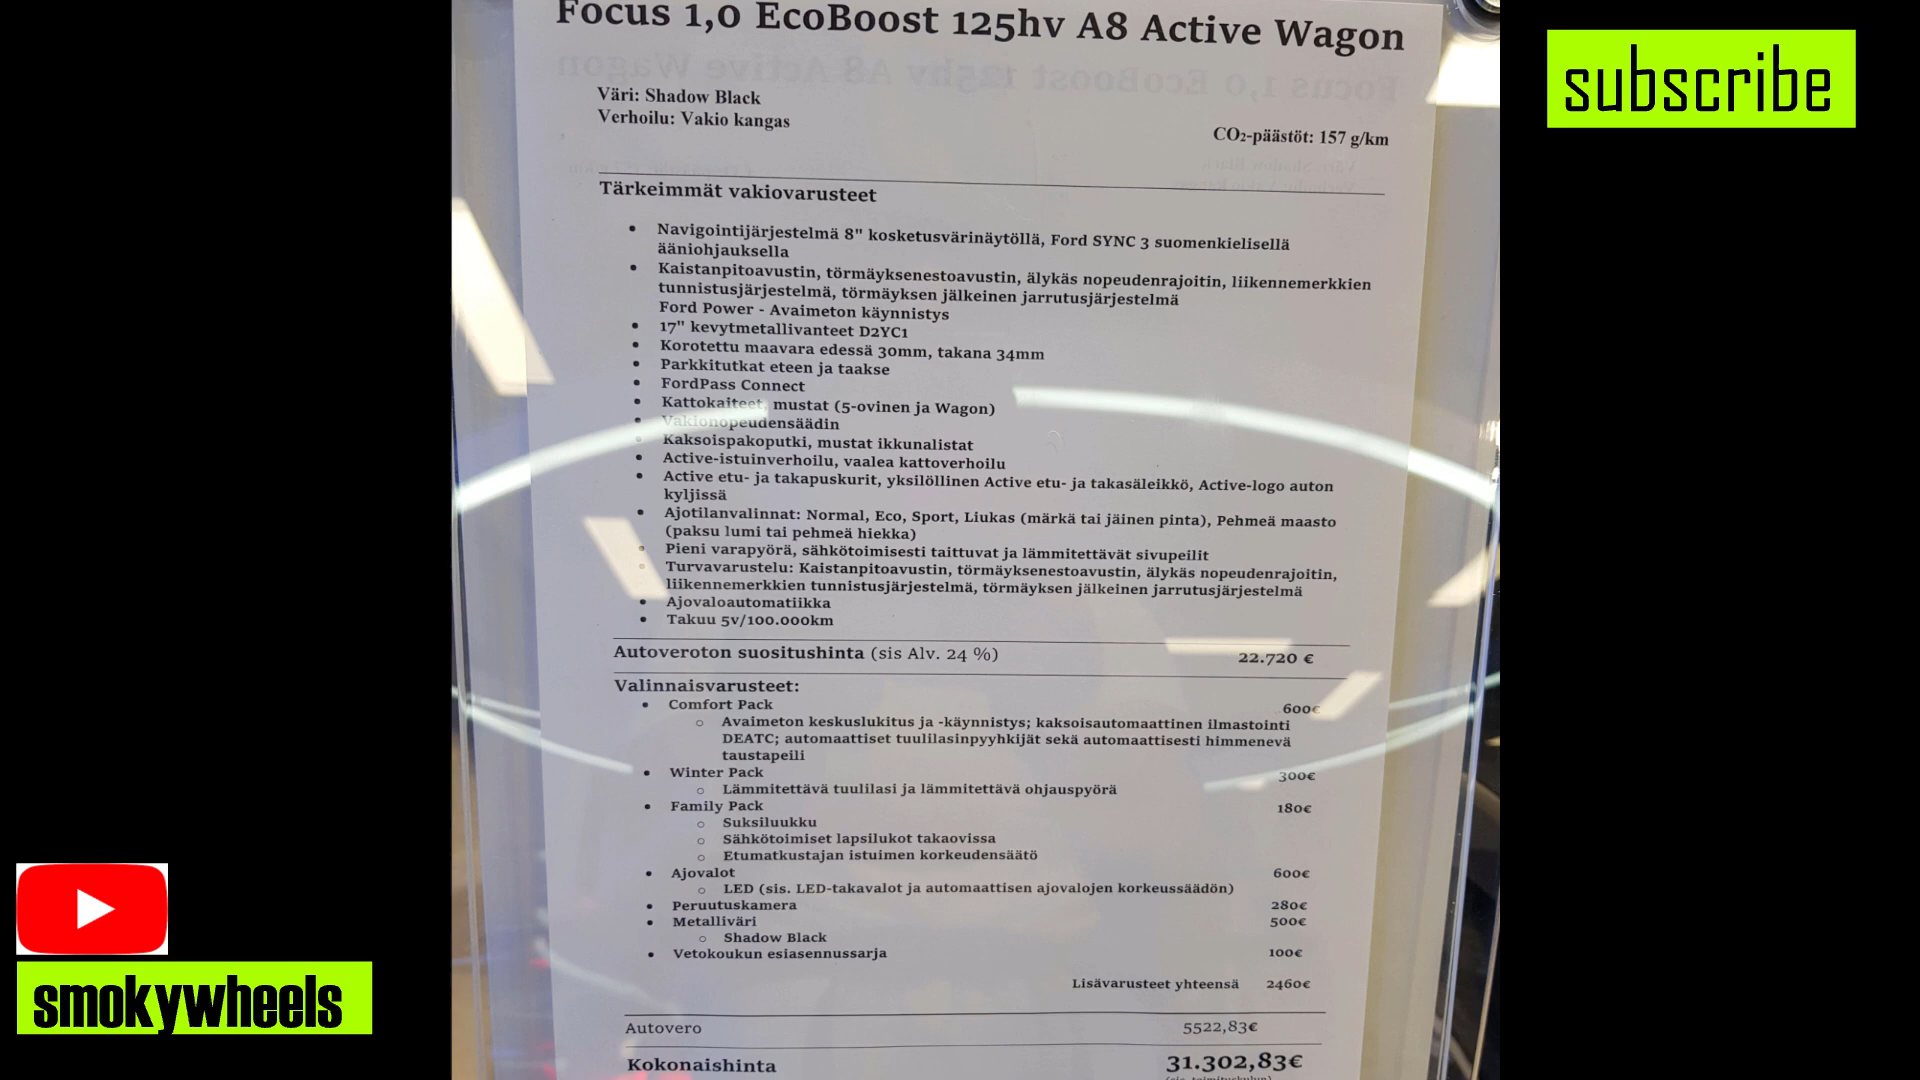 Focus 1,0 EcoBoost 125hv A8 Active Wagon
Väri: Shadow Black
Verhoilu: Vakio kangas
CO₂-päästöt: 157 g/km
Tärkeimmät vakiovarusteet
• Navigointijärjestelmä 8" kosketusvärinäytöllä, Ford SYNC 3 suomenkielisellä
ääniohjauksella
• Kaistanpitoavustin, törmäyksenestoavustin, älykäs nopeudenrajoitin, liikennemerkkien
tunnistusjärjestelmä, törmäyksen jälkeinen jarrutusjärjestelmä
Ford Power - Avaimeton käynnistys
• 17" kevytmetallivanteet D2YC1
• Korotettu maavara edessä 30mm, takana 34mm
• Parkkitutkat eteen ja taakse
• FordPass Connect
• Kattokaiteet, mustat (5-ovinen ja Wagon)
• Vakionopeudensäädin
• Kaksoispakoputki, mustat ikkunalistat
• Active-istuinverhoilu, vaalea kattoverhoilu
• Active etu- ja takapuskurit, yksilöllinen Active etu- ja takasäleikkö, Active-logo auton
kyljissä
• Ajotilanvalinnat: Normal, Eco, Sport, Liukas (märkä tai jäinen pinta), Pehmeä maasto
(paksu lumi tai pehmeä hiekka)
• Pieni varapyörä, sähkötoimisesti taittuvat ja lämmitettävät sivupeilit
• Turvavarustelu: Kaistanpitoavustin, törmäyksenestoavustin, älykäs nopeudenrajoitin,
liikennemerkkien tunnistusjärjestelmä, törmäyksen jälkeinen jarrutusjärjestelmä
• Ajovaloautomatiikka
• Takuu 5v/100.000km
Autoveroton suositushinta (sis Alv. 24 %) 22.720 €
Valinnaisvarusteet:
• Comfort Pack 600€
○ Avaimeton keskuslukitus ja -käynnistys; kaksoisautomaattinen ilmastointi
DEATC; automaattiset tuulilasinpyyhkijät sekä automaattisesti himmenevä
taustapeili
• Winter Pack 300€
○ Lämmitettävä tuulilasi ja lämmitettävä ohjauspyörä
• Family Pack 180€
○ Suksiluukku
○ Sähkötoimiset lapsilukot takaovissa
○ Etumatkustajan istuimen korkeudensäätö
• Ajovalot 600€
○ LED (sis. LED-takavalot ja automaattisen ajovalojen korkeussäädön)
• Peruutuskamera 280€
• Metalliväri 500€
○ Shadow Black
• Vetokoukun esiasennussarja 100€
Lisävarusteet yhteensä 2460€
Autovero 5522,83€
Kokonaishinta 31.302,83€
subscribe
smokywheels